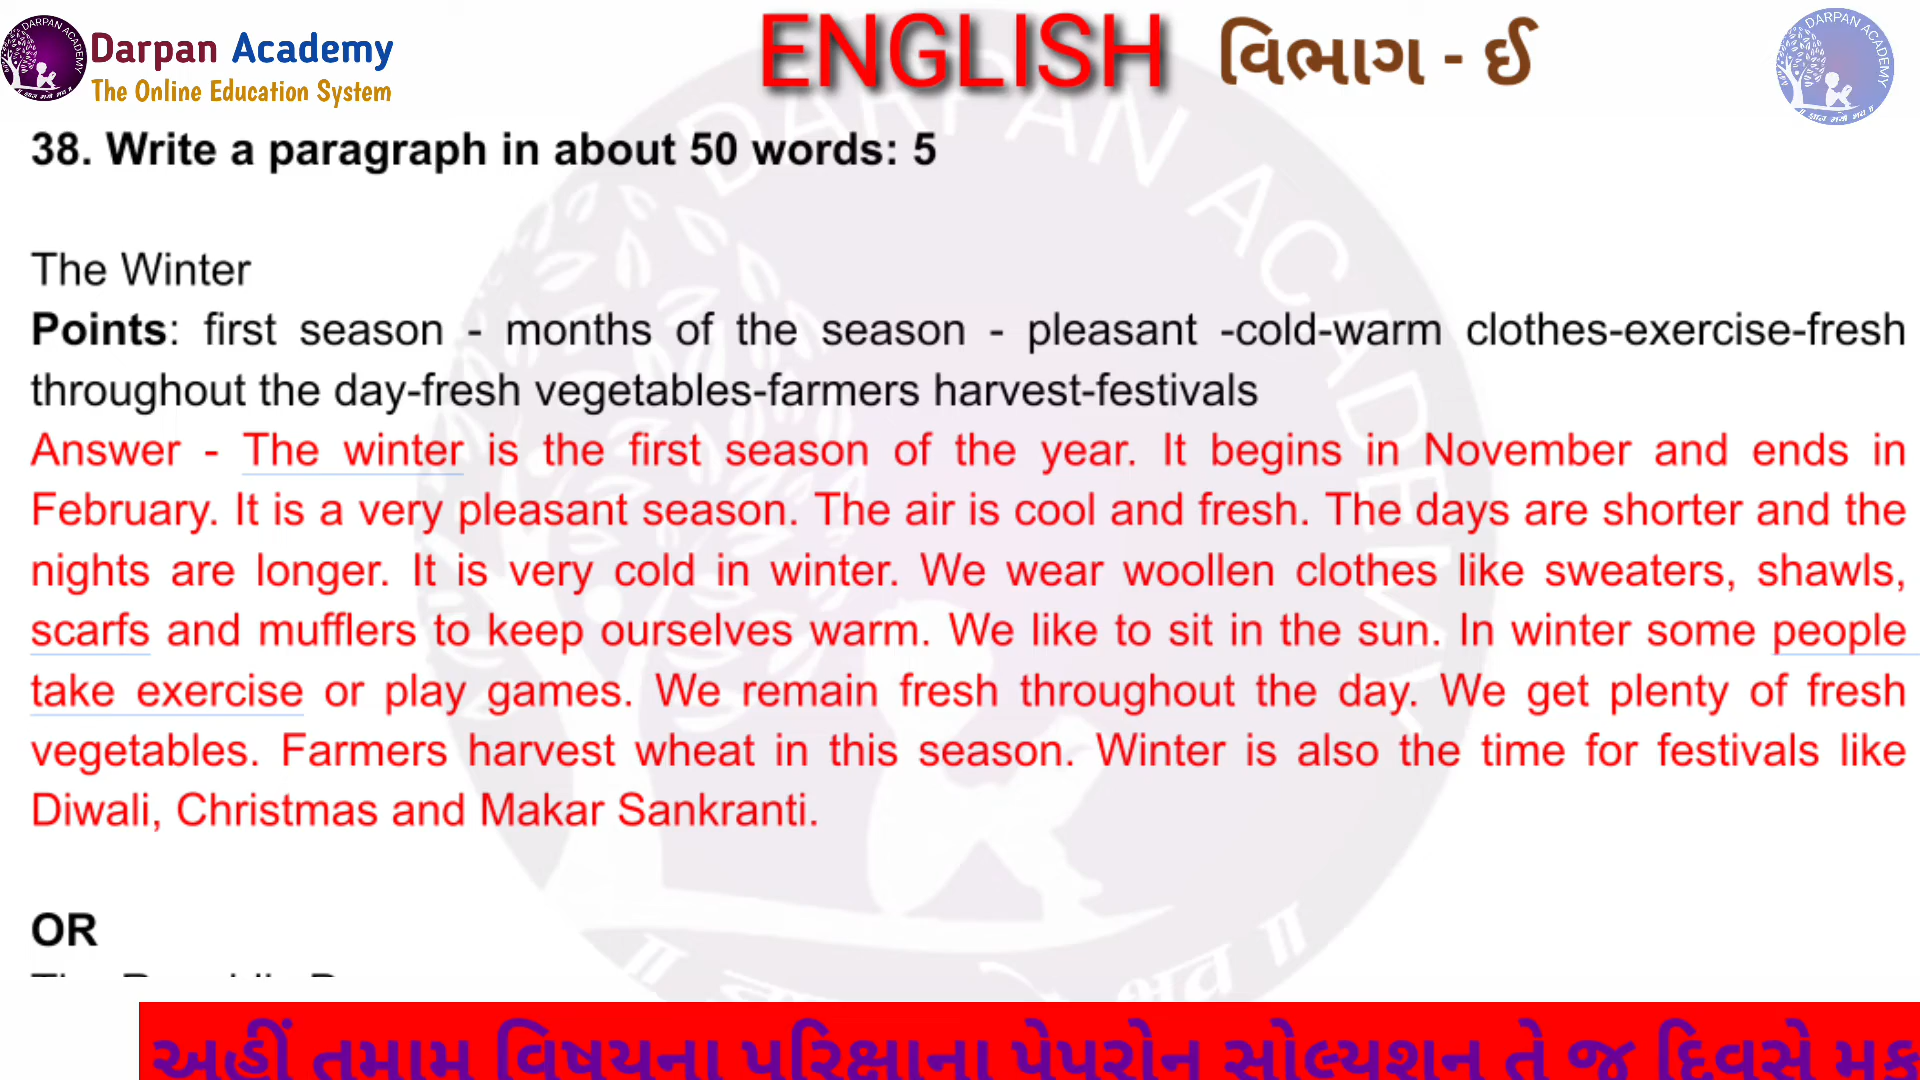 DARPAN ACADEMY
Darpan Academy
The Online Education System
ENGLISH વિભાગ - ઈ
DARPAN ACADEMY
38. Write a paragraph in about 50 words: 5
The Winter
Points: first season - months of the season - pleasant -cold-warm clothes-exercise-fresh
throughout the day-fresh vegetables-farmers harvest-festivals
Answer - The winter is the first season of the year. It begins in November and ends in
February. It is a very pleasant season. The air is cool and fresh. The days are shorter and the
nights are longer. It is very cold in winter. We wear woollen clothes like sweaters, shawls,
scarfs and mufflers to keep ourselves warm. We like to sit in the sun. In winter some people
take exercise or play games. We remain fresh throughout the day. We get plenty of fresh
vegetables. Farmers harvest wheat in this season. Winter is also the time for festivals like
Diwali, Christmas and Makar Sankranti.
OR
DARPAN ACADEMY
અહીં તમામ વિષયના પરિક્ષાના પેપરોન સોલ્યશન તે જ દિવસે